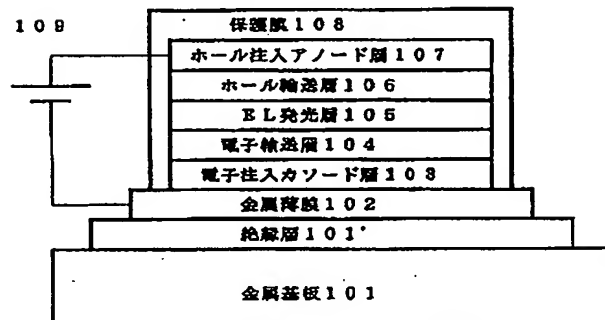 109
保護膜108
ホール注入アノード層107
ホール輸送層106
EL発光層105
電子輸送層104
電子注入カソード層103
金属薄膜102
絶縁層101'
金属基板101